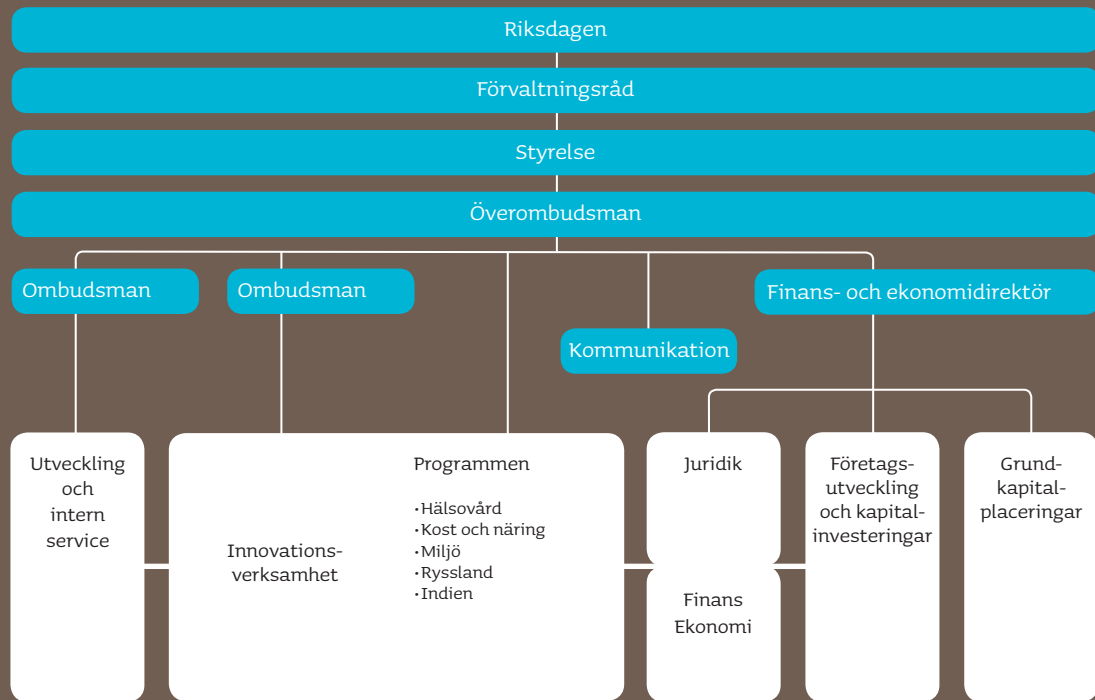 Riksdagen
Förvaltningsråd
Styrelse
Överombudsman
Ombudsman
Ombudsman
Finans- och ekonomidirektör
Kommunikation
Utveckling
och
intern
service
Innovations-
verksamhet
Programmen
·Hälsovård
·Kost och näring
·Miljö
·Ryssland
·Indien
Juridik
Finans
Ekonomi
Företags-
utveckling
och kapital-
investeringar
Grund-
kapital-
placeringar